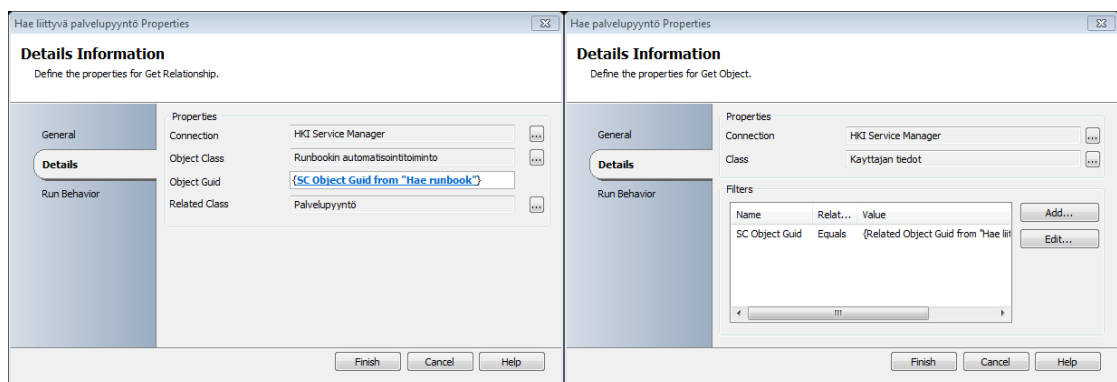 Hae liittyvä palvelupyyntö Properties
Details Information
Define the properties for Get Relationship.
General
Details
Run Behavior
Properties
Connection HKI Service Manager ...
Object Class Runbookin automatisointitoiminto ...
Object Guid {SC Object Guid from "Hae runbook"}
Related Class Palvelupyyntö ...
Finish Cancel Help
Hae palvelupyyntö Properties
Details Information
Define the properties for Get Object.
General
Details
Run Behavior
Properties
Connection HKI Service Manager ...
Class Kayttajan tiedot ...
Filters
Name Relat... Value
SC Object Guid Equals {Related Object Guid from "Hae liit
Add...
Edit...
Finish Cancel Help